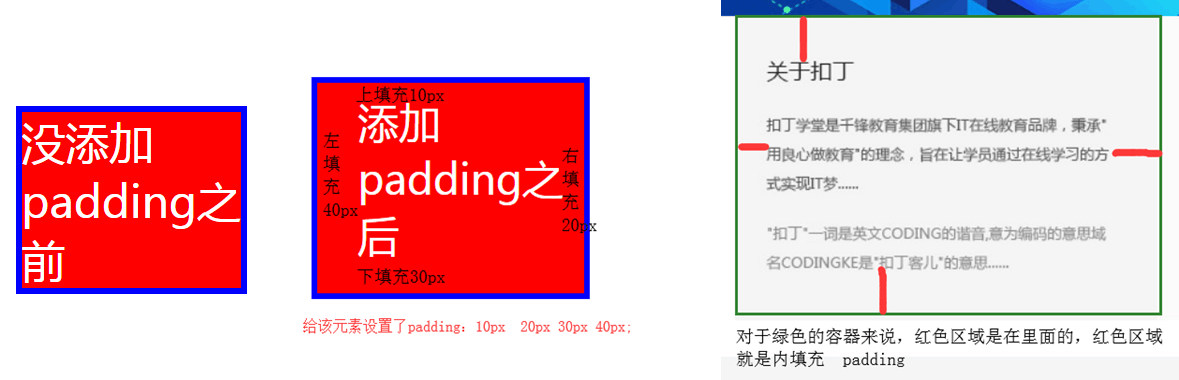 没添加
padding之
前
上填充10px
添加
padding之
后
左
填
充
40px
右
填
充
20px
下填充30px
给该元素设置了padding：10px  20px 30px 40px;
关于扣丁
扣丁学堂是千锋教育集团旗下IT在线教育品牌，秉承"
用良心做教育"的理念，旨在让学员通过在线学习的方
式实现IT梦......
"扣丁"一词是英文CODING的谐音,意为编码的意思域
名CODINGKE是"扣丁客儿"的意思......
对于绿色的容器来说，红色区域是在里面的，红色区域
就是内填充  padding